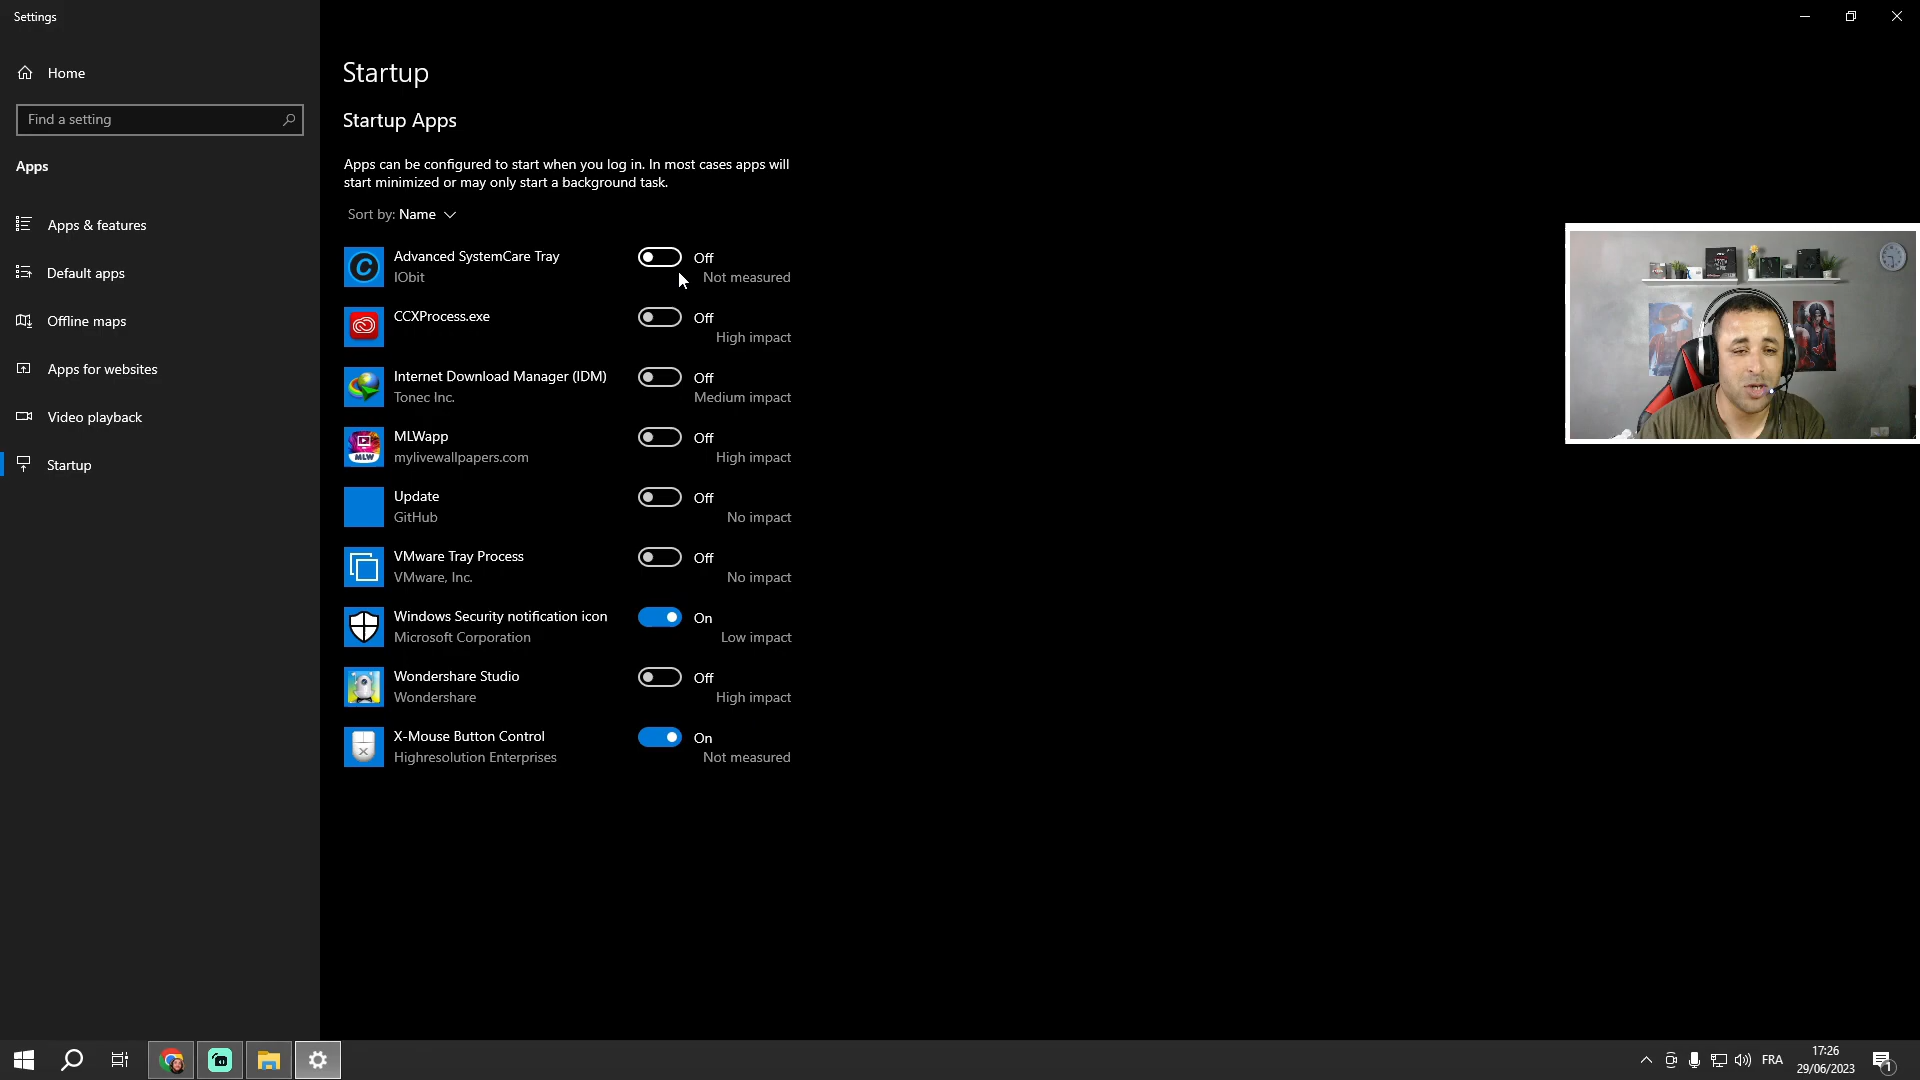 Settings
Home
Find a setting
Apps
Apps & features
Default apps
Offline maps
Apps for websites
Video playback
Startup
Startup
Startup Apps
Apps can be configured to start when you log in. In most cases apps will
start minimized or may only start a background task.
Sort by: Name
Advanced SystemCare Tray
Off
IObit
Not measured
CCXProcess.exe
Off
High impact
Internet Download Manager (IDM)
Off
Tonec Inc.
Medium impact
MLWapp
Off
mylivewallpapers.com
High impact
MLW
Update
Off
GitHub
No impact
VMware Tray Process
Off
VMware, Inc.
No impact
Windows Security notification icon
On
Microsoft Corporation
Low impact
Wondershare Studio
Off
Wondershare
High impact
X-Mouse Button Control
On
Highresolution Enterprises
Not measured
FRA
17:26
29/06/2023
1